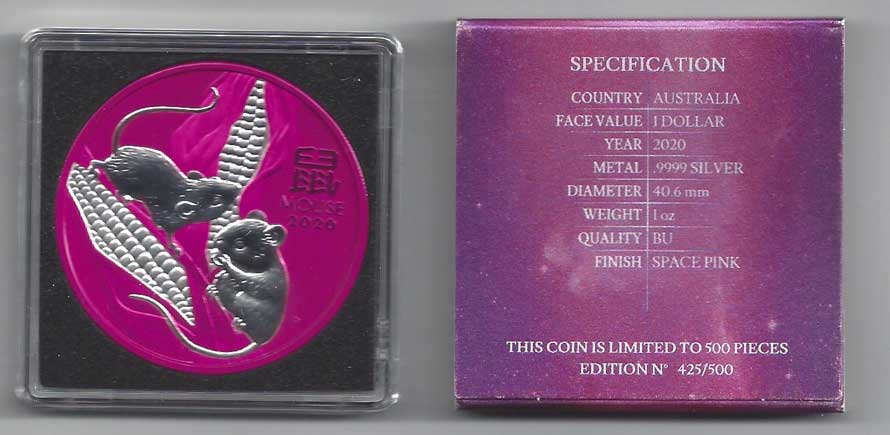 鼠
MOUSE
2020
SPECIFICATION
COUNTRY AUSTRALIA
FACE VALUE 1 DOLLAR
YEAR 2020
METAL .9999 SILVER
DIAMETER 40.6 mm
WEIGHT 1 oz
QUALITY BU
FINISH SPACE PINK
THIS COIN IS LIMITED TO 500 PIECES
EDITION Nº 425/500